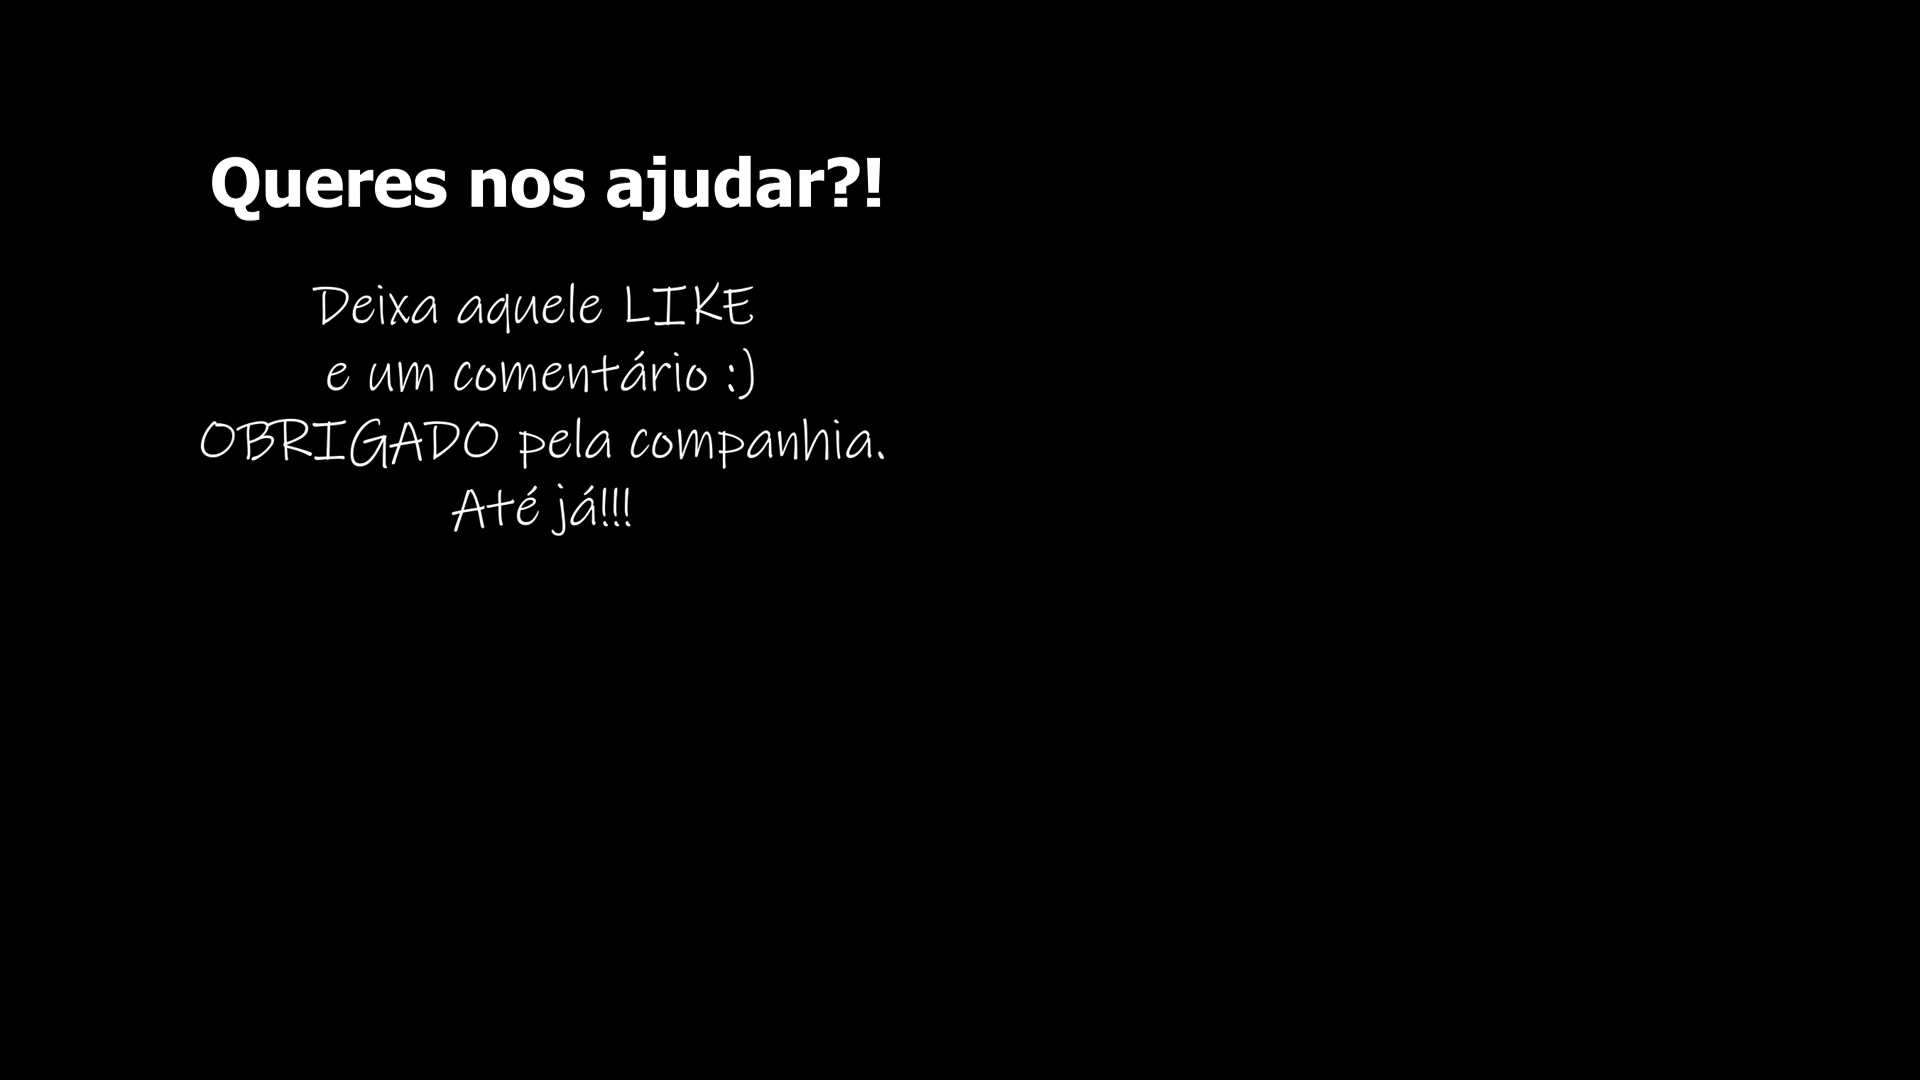 Queres nos ajudar?!
Deixa aquele LIKE
e um comentário :)
OBRIGADO pela companhia.
Até já!!!